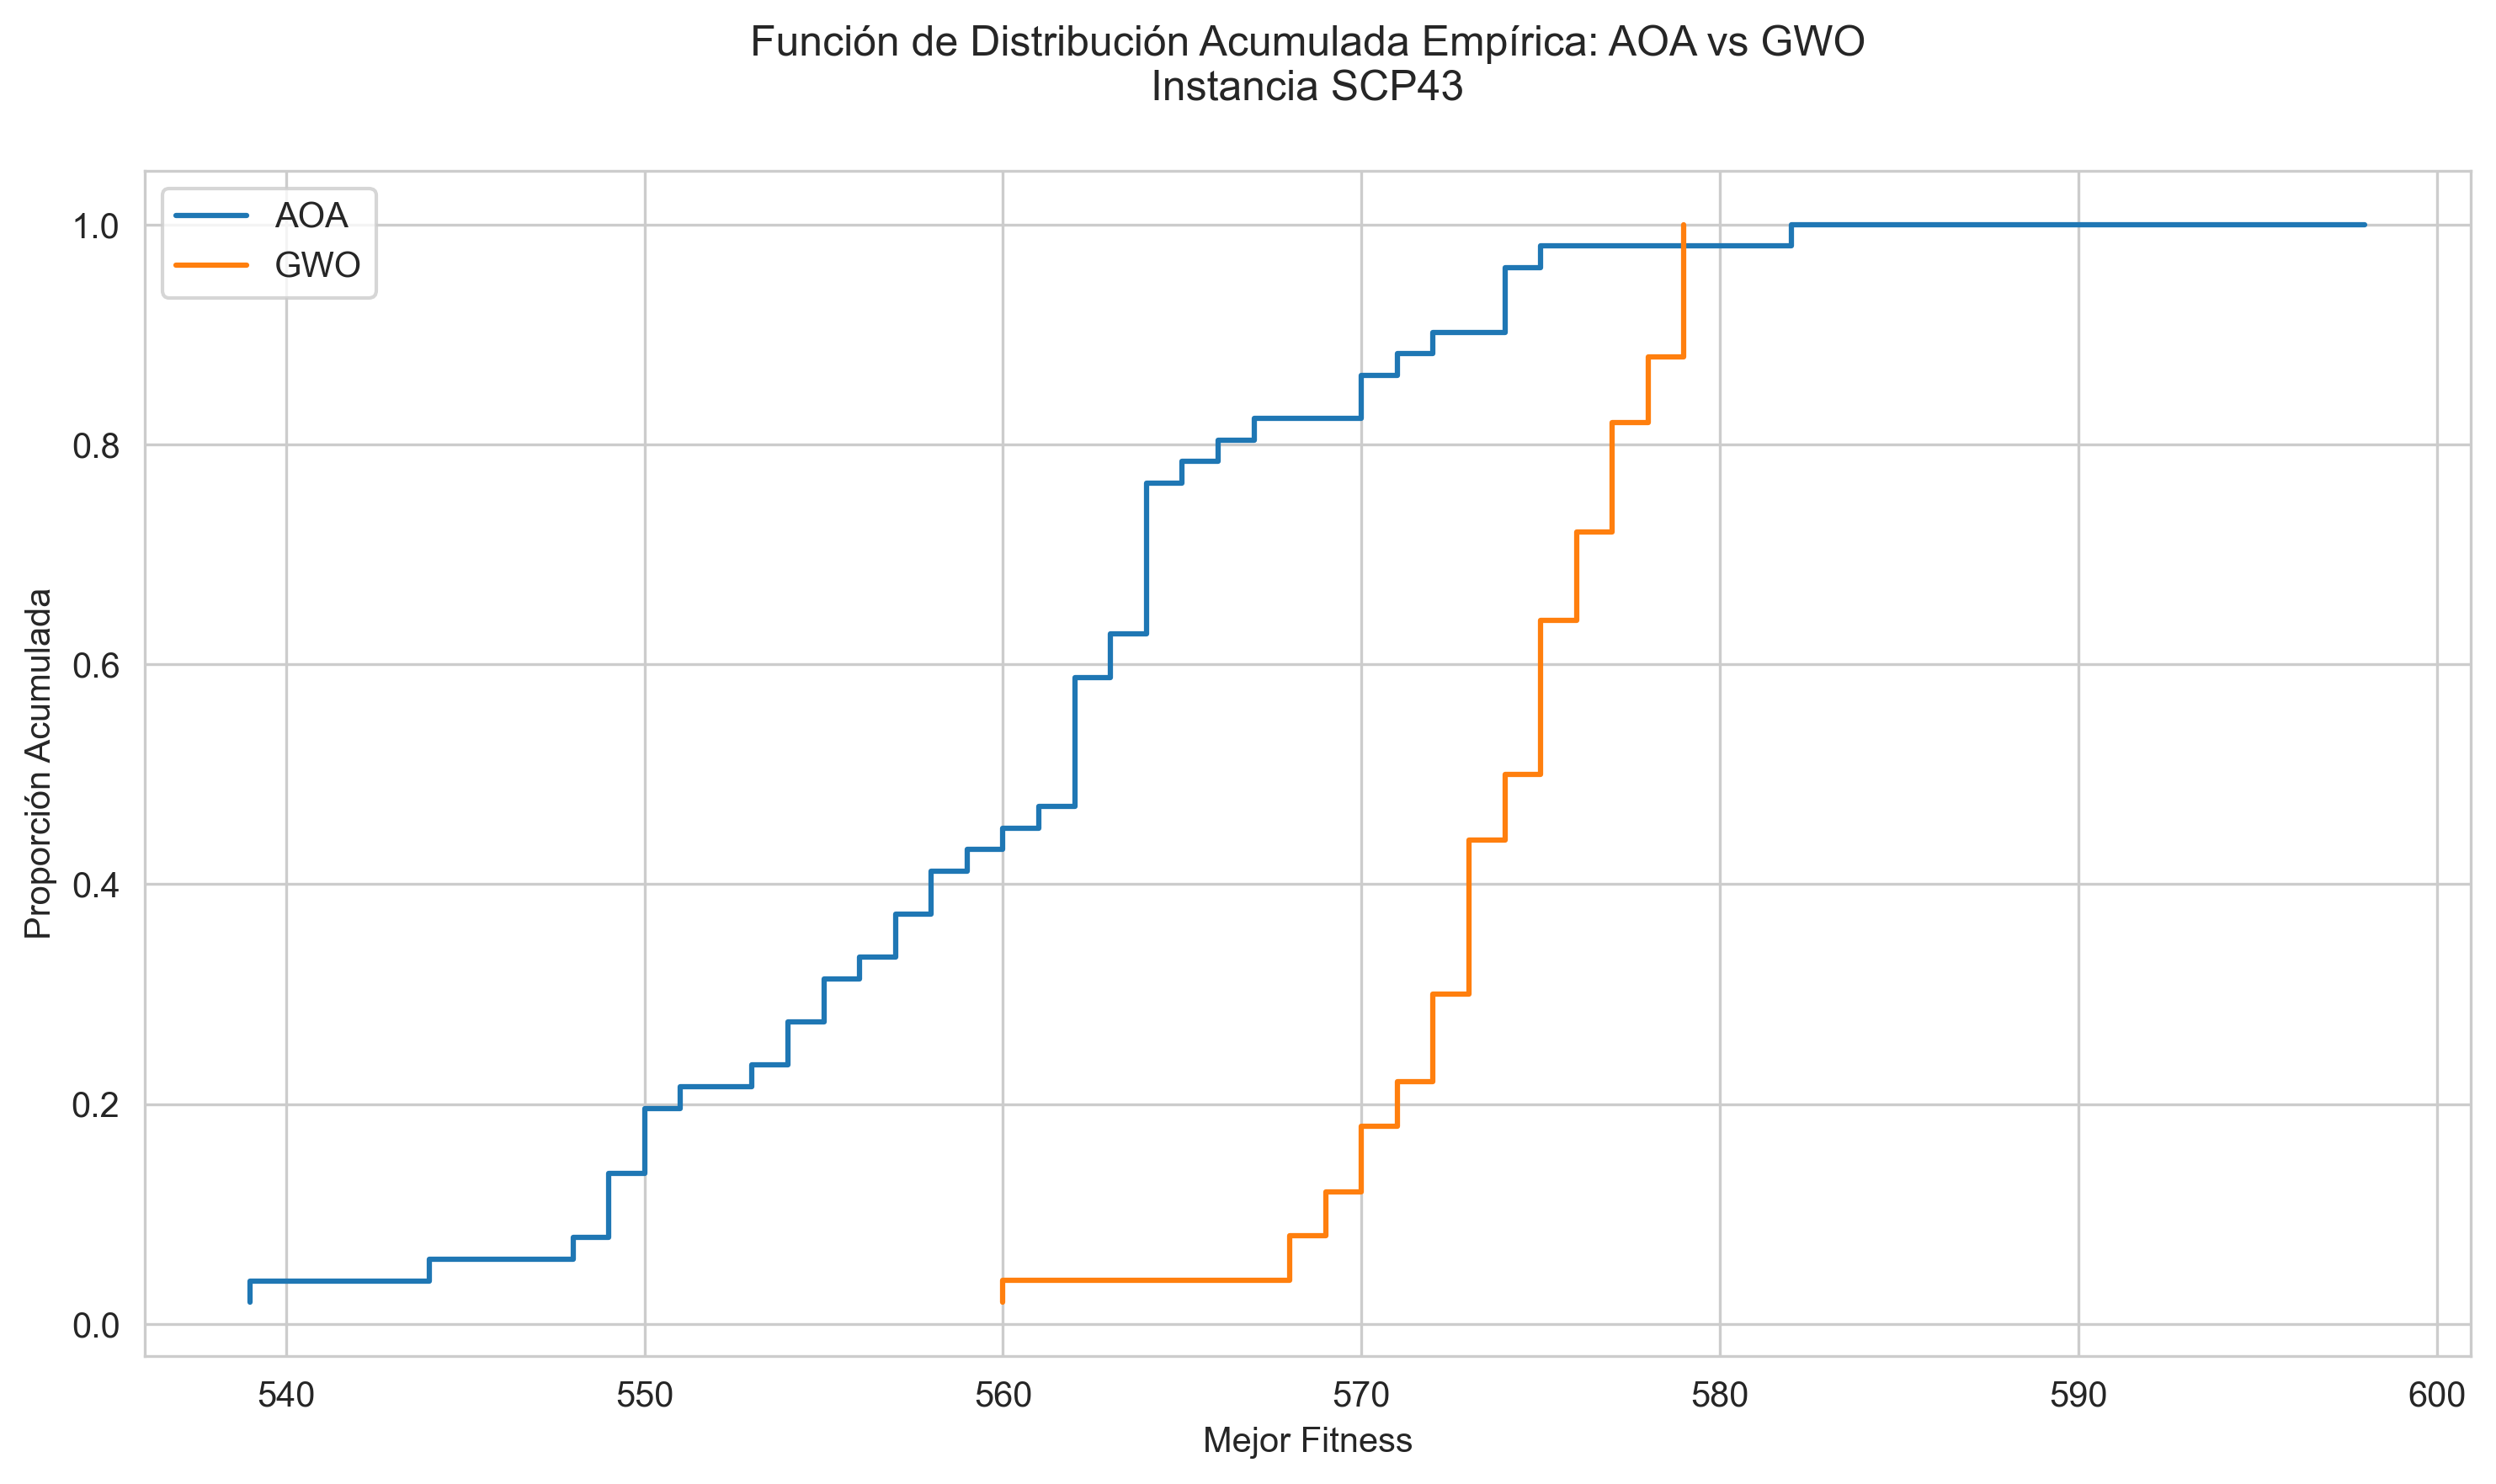 Función de Distribución Acumulada Empírica: AOA vs GWO
Instancia SCP43
AOA
GWO
1.0
0.8
0.6
0.4
0.2
0.0
Proporción Acumulada
540 550 560 570 580 590 600
Mejor Fitness